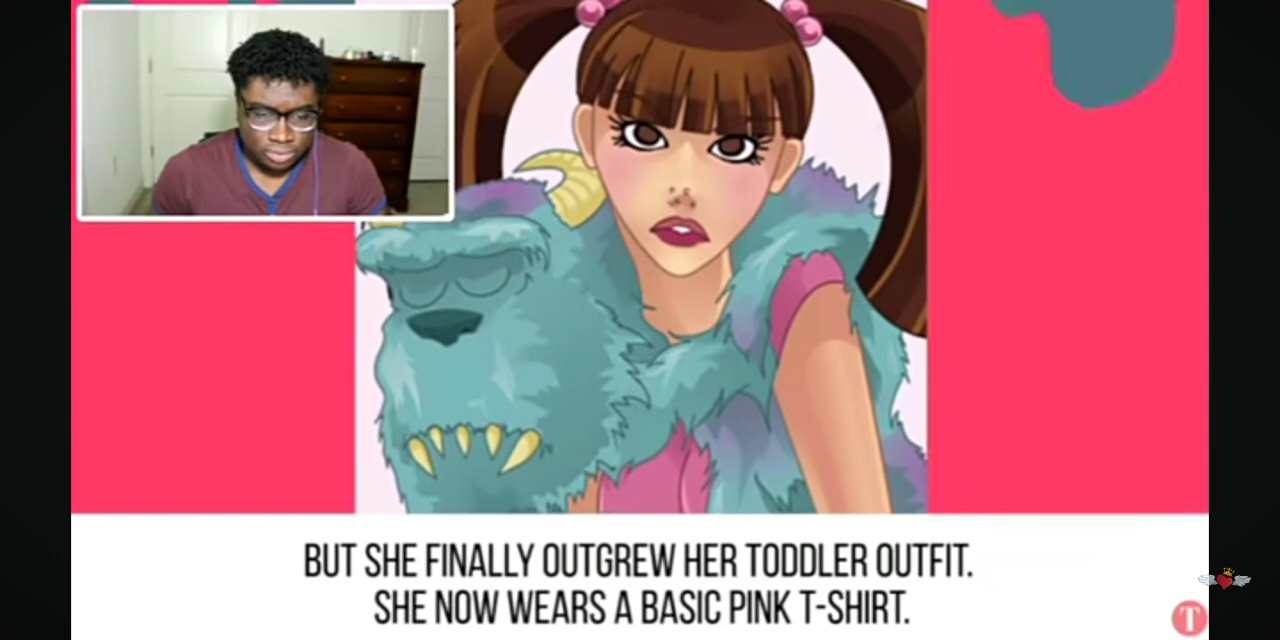 BUT SHE FINALLY OUTGREW HER TODDLER OUTFIT.
SHE NOW WEARS A BASIC PINK T-SHIRT.
T